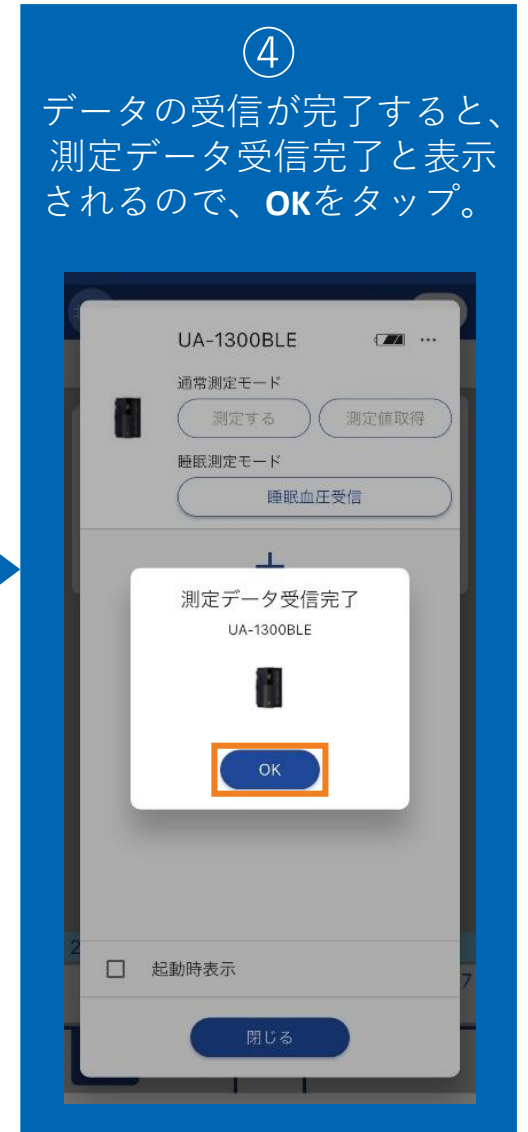 ④
データの受信が完了すると、
測定データ受信完了と表示
されるので、OKをタップ。
UA-1300BLE
通常測定モード
測定する 測定値取得
睡眠測定モード
睡眠血圧受信
測定データ受信完了
UA-1300BLE
OK
2
起動時表示
7
閉じる